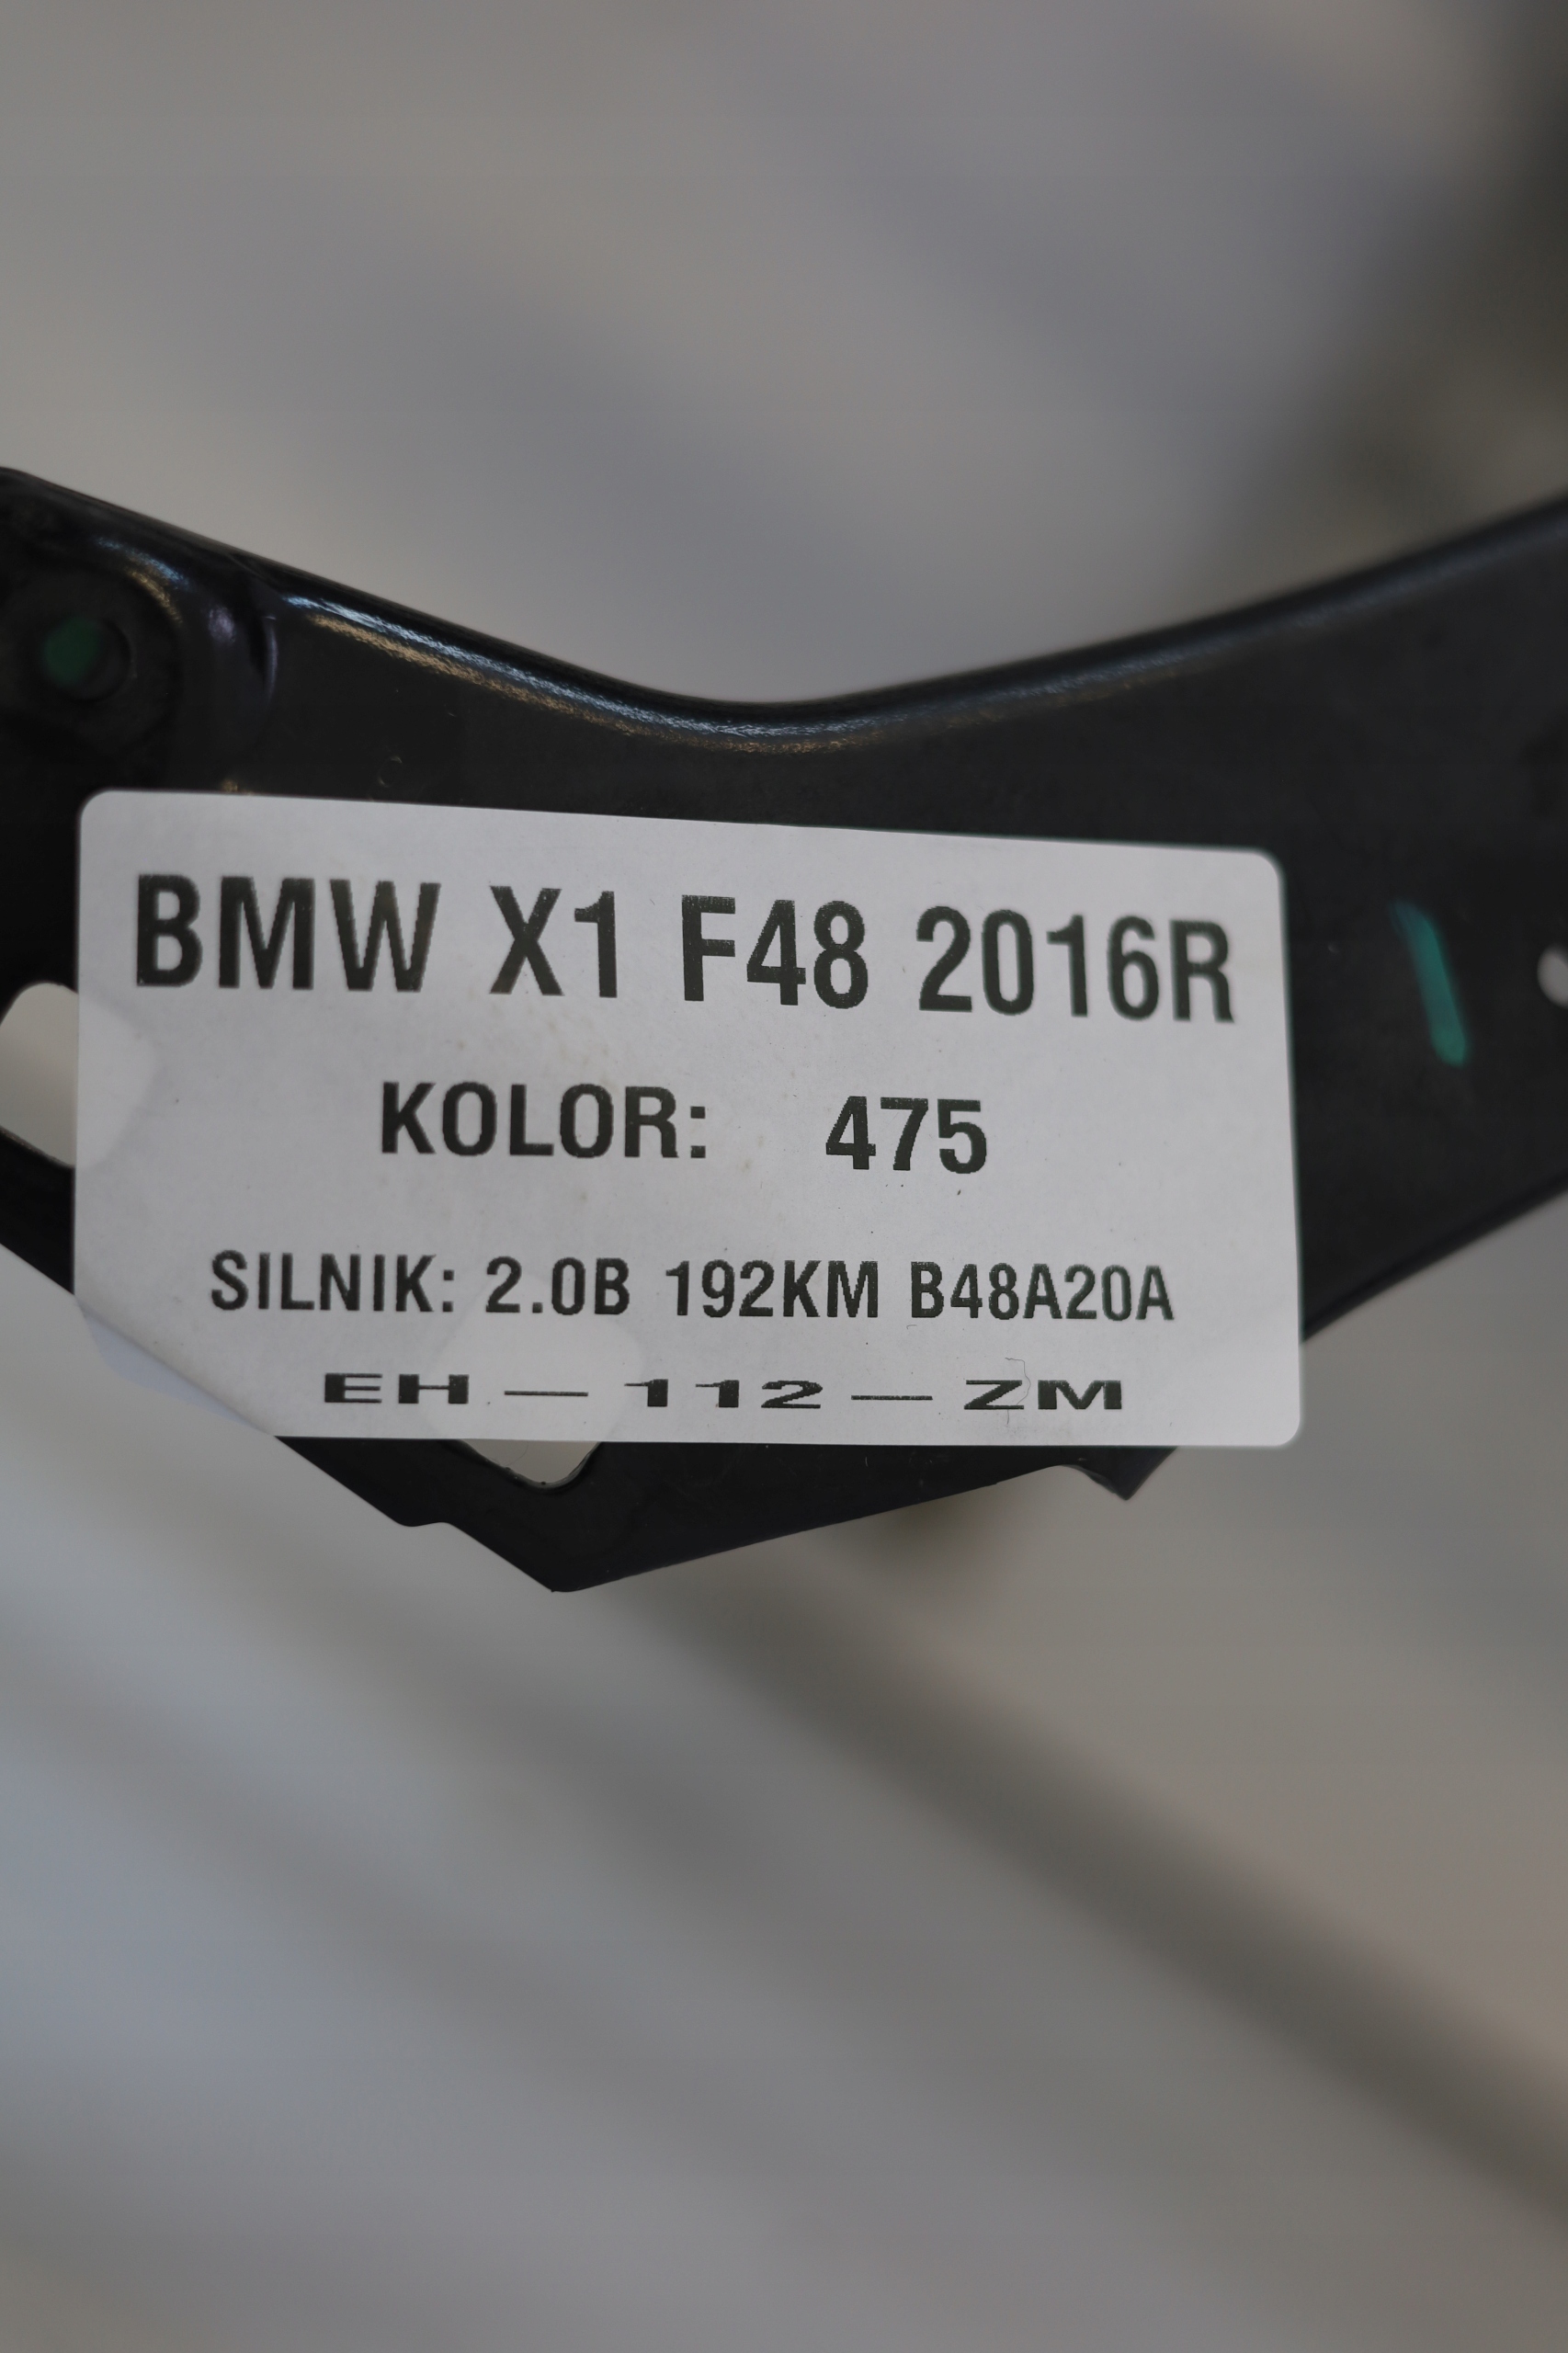 BMW X1 F48 2016R
KOLOR: 475
SILNIK: 2.0B 192KM B48A20A
EH — 112 — ZM